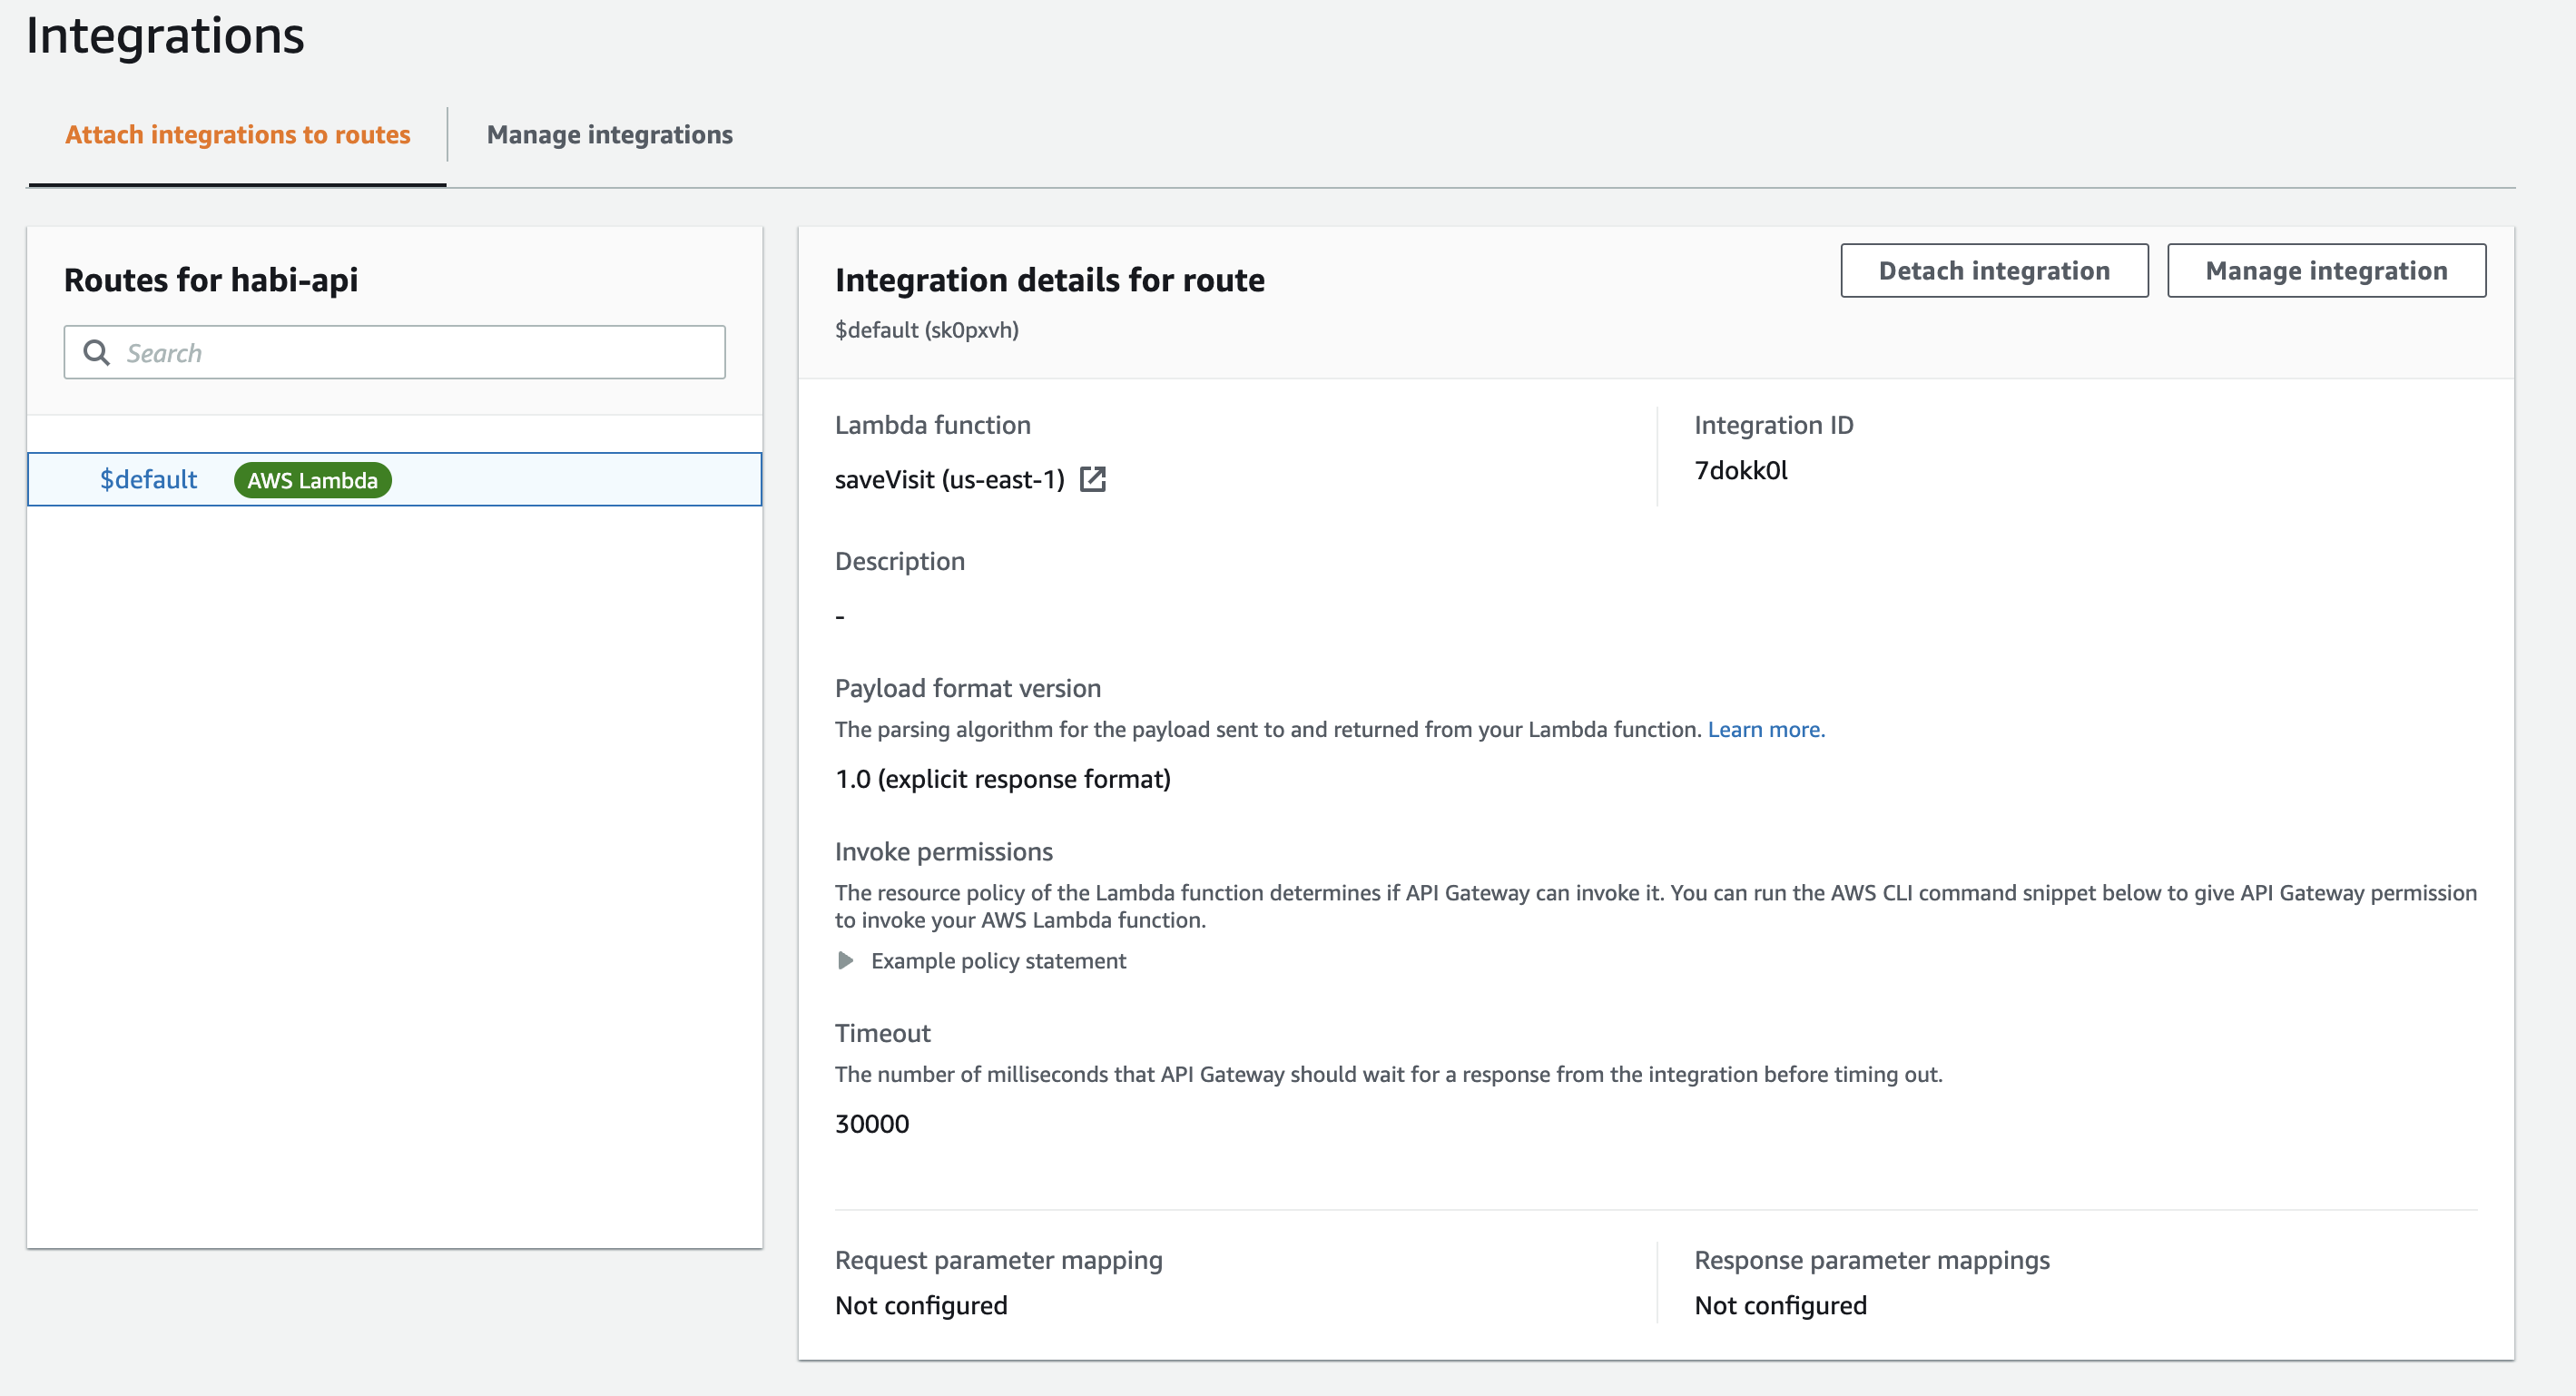 Integrations
Attach integrations to routes
Manage integrations
Routes for habi-api
Search
$default
AWS Lambda
Integration details for route
$default (sk0pxvh)
Detach integration
Manage integration
Lambda function
saveVisit (us-east-1)
Integration ID
7dokk0l
Description
-
Payload format version
The parsing algorithm for the payload sent to and returned from your Lambda function. Learn more.
1.0 (explicit response format)
Invoke permissions
The resource policy of the Lambda function determines if API Gateway can invoke it. You can run the AWS CLI command snippet below to give API Gateway permission
to invoke your AWS Lambda function.
Example policy statement
Timeout
The number of milliseconds that API Gateway should wait for a response from the integration before timing out.
30000
Request parameter mapping
Not configured
Response parameter mappings
Not configured